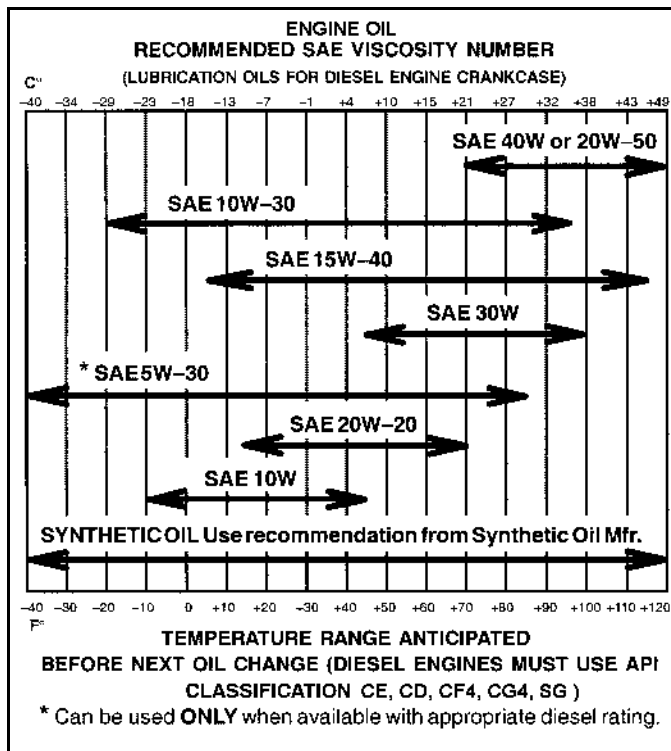 ENGINE OIL
RECOMMENDED SAE VISCOSITY NUMBER
(LUBRICATION OILS FOR DIESEL ENGINE CRANKCASE)
C°
–40 –34 –29 –23 –18 –13 –7 –1 +4 +10 +15 +21 +27 +32 +38 +43 +49
SAE 40W or 20W–50
SAE 10W–30
SAE 15W–40
SAE 30W
* SAE5W–30
SAE 20W–20
SAE 10W
SYNTHETIC OIL Use recommendation from Synthetic Oil Mfr.
–40 –30 –20 –10 0 +10 +20 +30 +40 +50 +60 +70 +80 +90 +100 +110 +120
F°
TEMPERATURE RANGE ANTICIPATED
BEFORE NEXT OIL CHANGE (DIESEL ENGINES MUST USE API
CLASSIFICATION CE, CD, CF4, CG4, SG )
* Can be used ONLY when available with appropriate diesel rating.